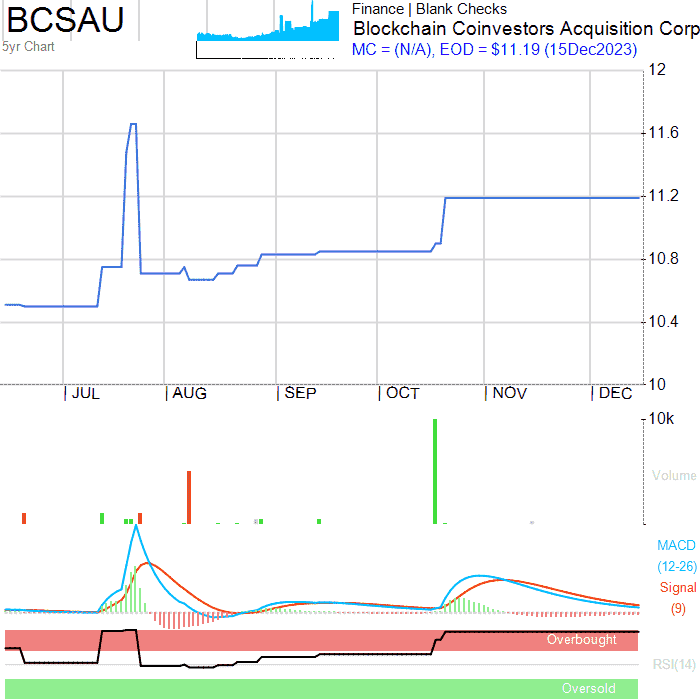 BCSAU
5yr Chart
Finance | Blank Checks
Blockchain Coinvestors Acquisition Corp
MC = (N/A), EOD = $11.19 (15Dec2023)
12
11.6
11.2
10.8
10.4
10
JUL AUG SEP OCT NOV DEC
10k
Volume
MACD
(12-26)
Signal
(9)
Overbought
RSI(14)
Oversold